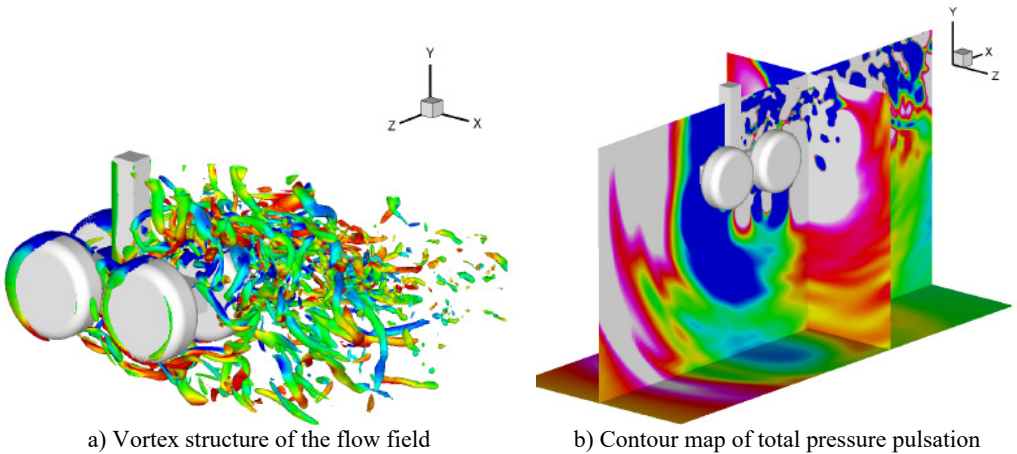 Y
Z
X
a) Vortex structure of the flow field
Y
X
Z
b) Contour map of total pressure pulsation